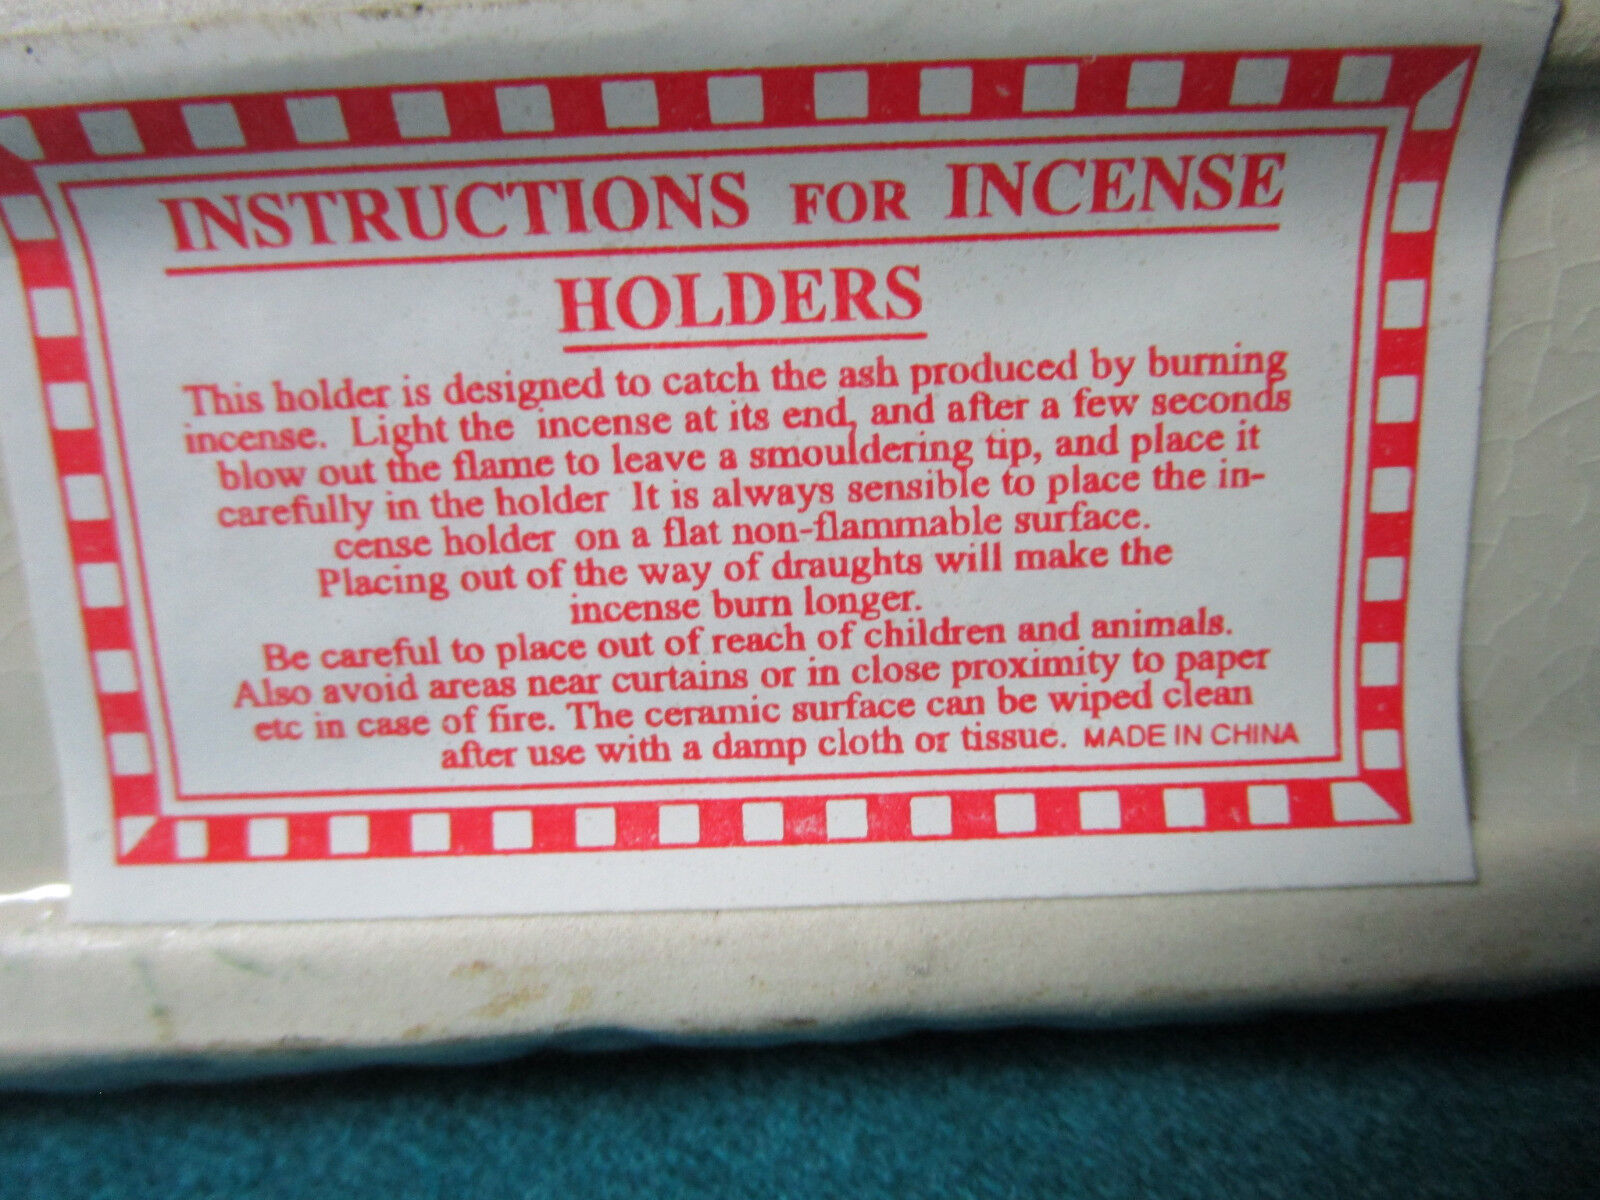 INSTRUCTIONS FOR INCENSE
HOLDERS
This holder is designed to catch the ash produced by burning
incense. Light the incense at its end, and after a few seconds
blow out the flame to leave a smouldering tip, and place it
carefully in the holder It is always sensible to place the in-
cense holder on a flat non-flammable surface.
Placing out of the way of draughts will make the
incense burn longer.
Be careful to place out of reach of children and animals.
Also avoid areas near curtains or in close proximity to paper
etc in case of fire. The ceramic surface can be wiped clean
after use with a damp cloth or tissue. MADE IN CHINA